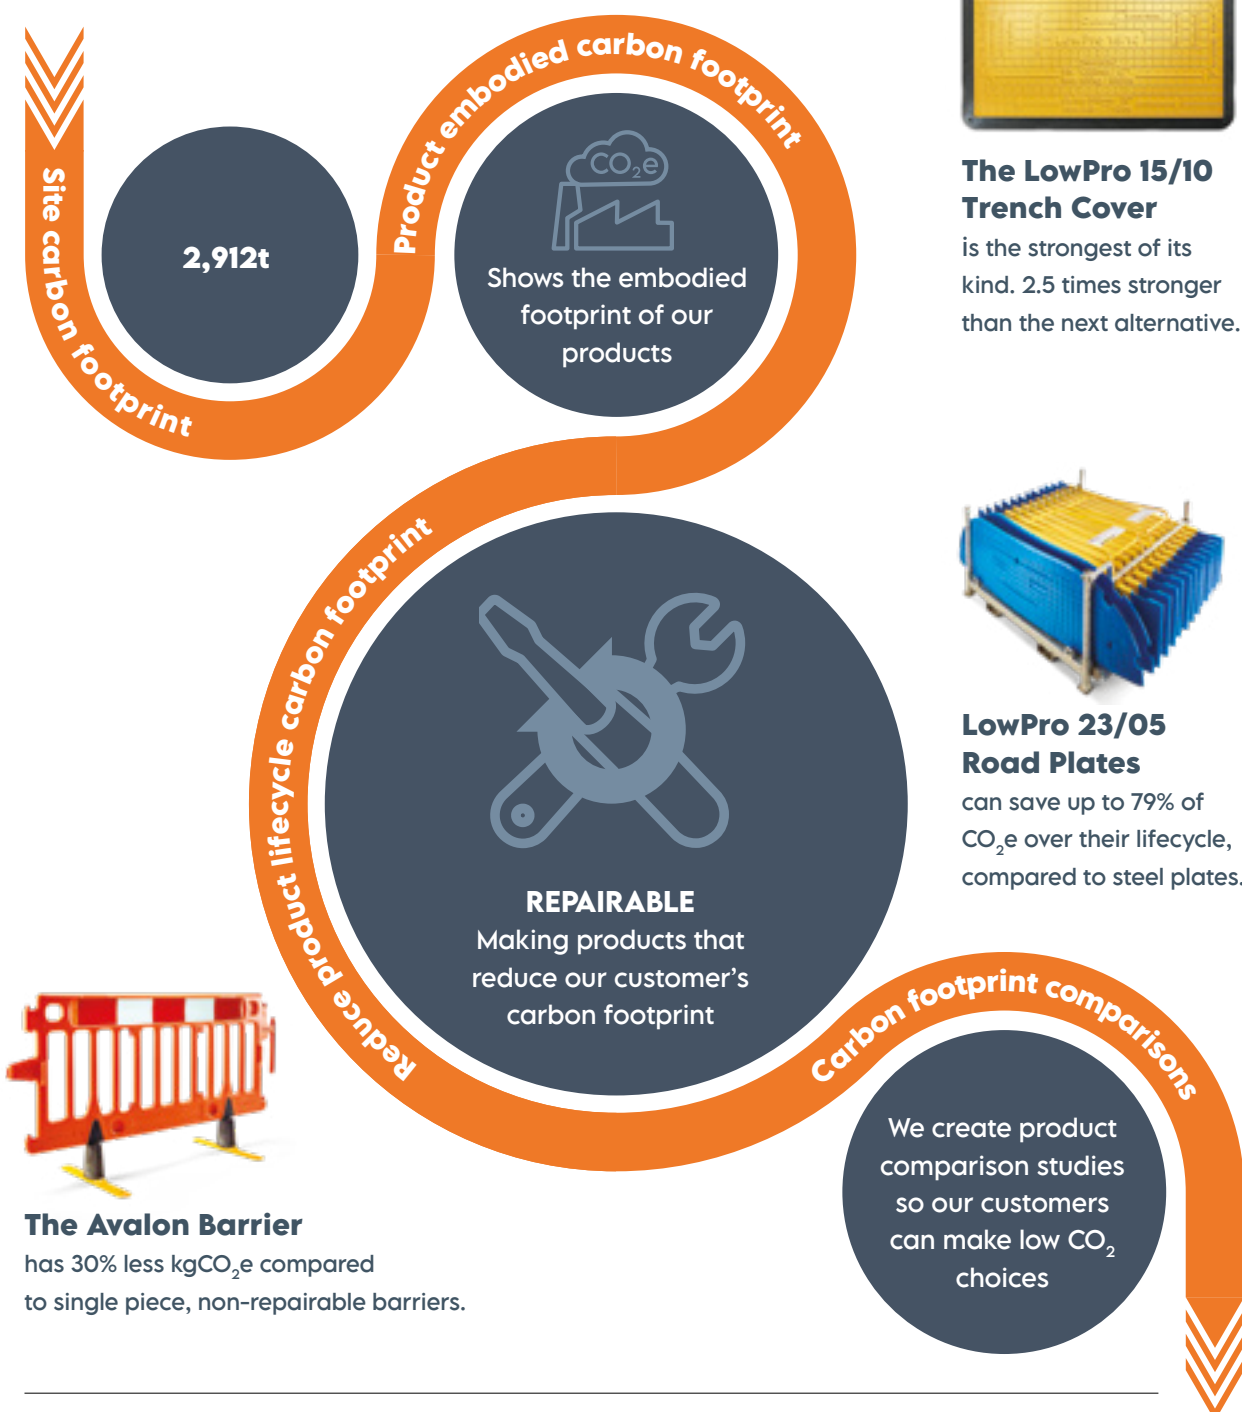 Site carbon footprint
2,912t
Product embodied carbon footprint
CO₂e
Shows the embodied
footprint of our
products
The LowPro 15/10
Trench Cover
is the strongest of its
kind. 2.5 times stronger
than the next alternative.
Reduce product lifecycle carbon footprint
REPAIRABLE
Making products that
reduce our customer’s
carbon footprint
LowPro 23/05
Road Plates
can save up to 79% of
CO₂e over their lifecycle,
compared to steel plates.
The Avalon Barrier
has 30% less kgCO₂e compared
to single piece, non-repairable barriers.
Carbon footprint comparisons
We create product
comparison studies
so our customers
can make low CO₂
choices